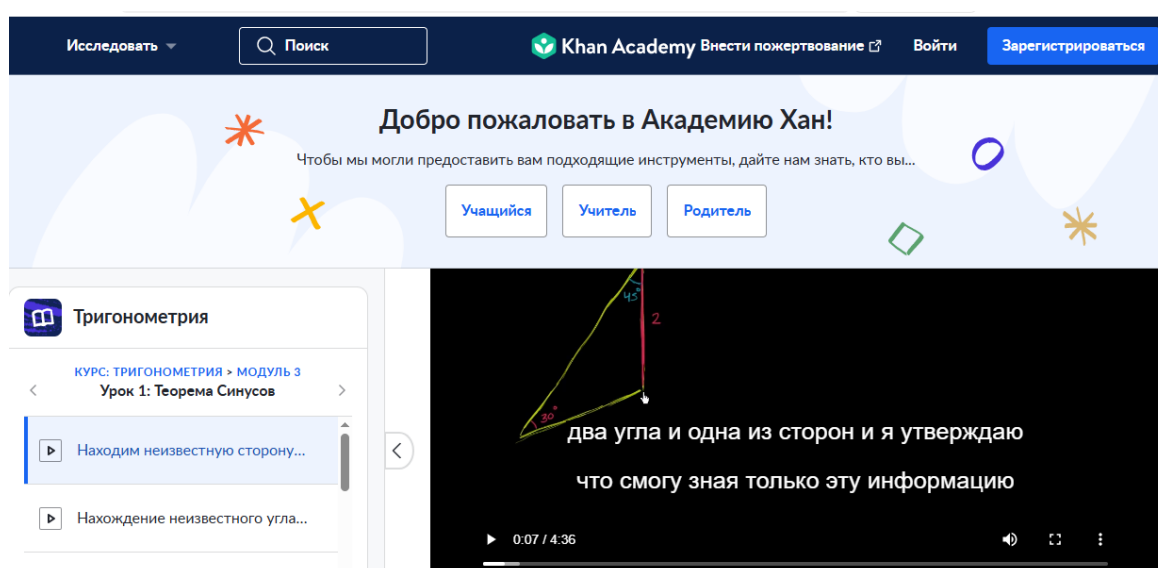 Исследовать
Поиск
Khan Academy
Внести пожертвование
Войти
Зарегистрироваться
Добро пожаловать в Академию Хан!
Чтобы мы могли предоставить вам подходящие инструменты, дайте нам знать, кто вы...
Учащийся
Учитель
Родитель
Тригонометрия
КУРС: ТРИГОНОМЕТРИЯ > МОДУЛЬ 3
Урок 1: Теорема Синусов
Находим неизвестную сторону...
Нахождение неизвестного угла...
45°
2
30°
два угла и одна из сторон и я утверждаю
что смогу зная только эту информацию
0:07 / 4:36